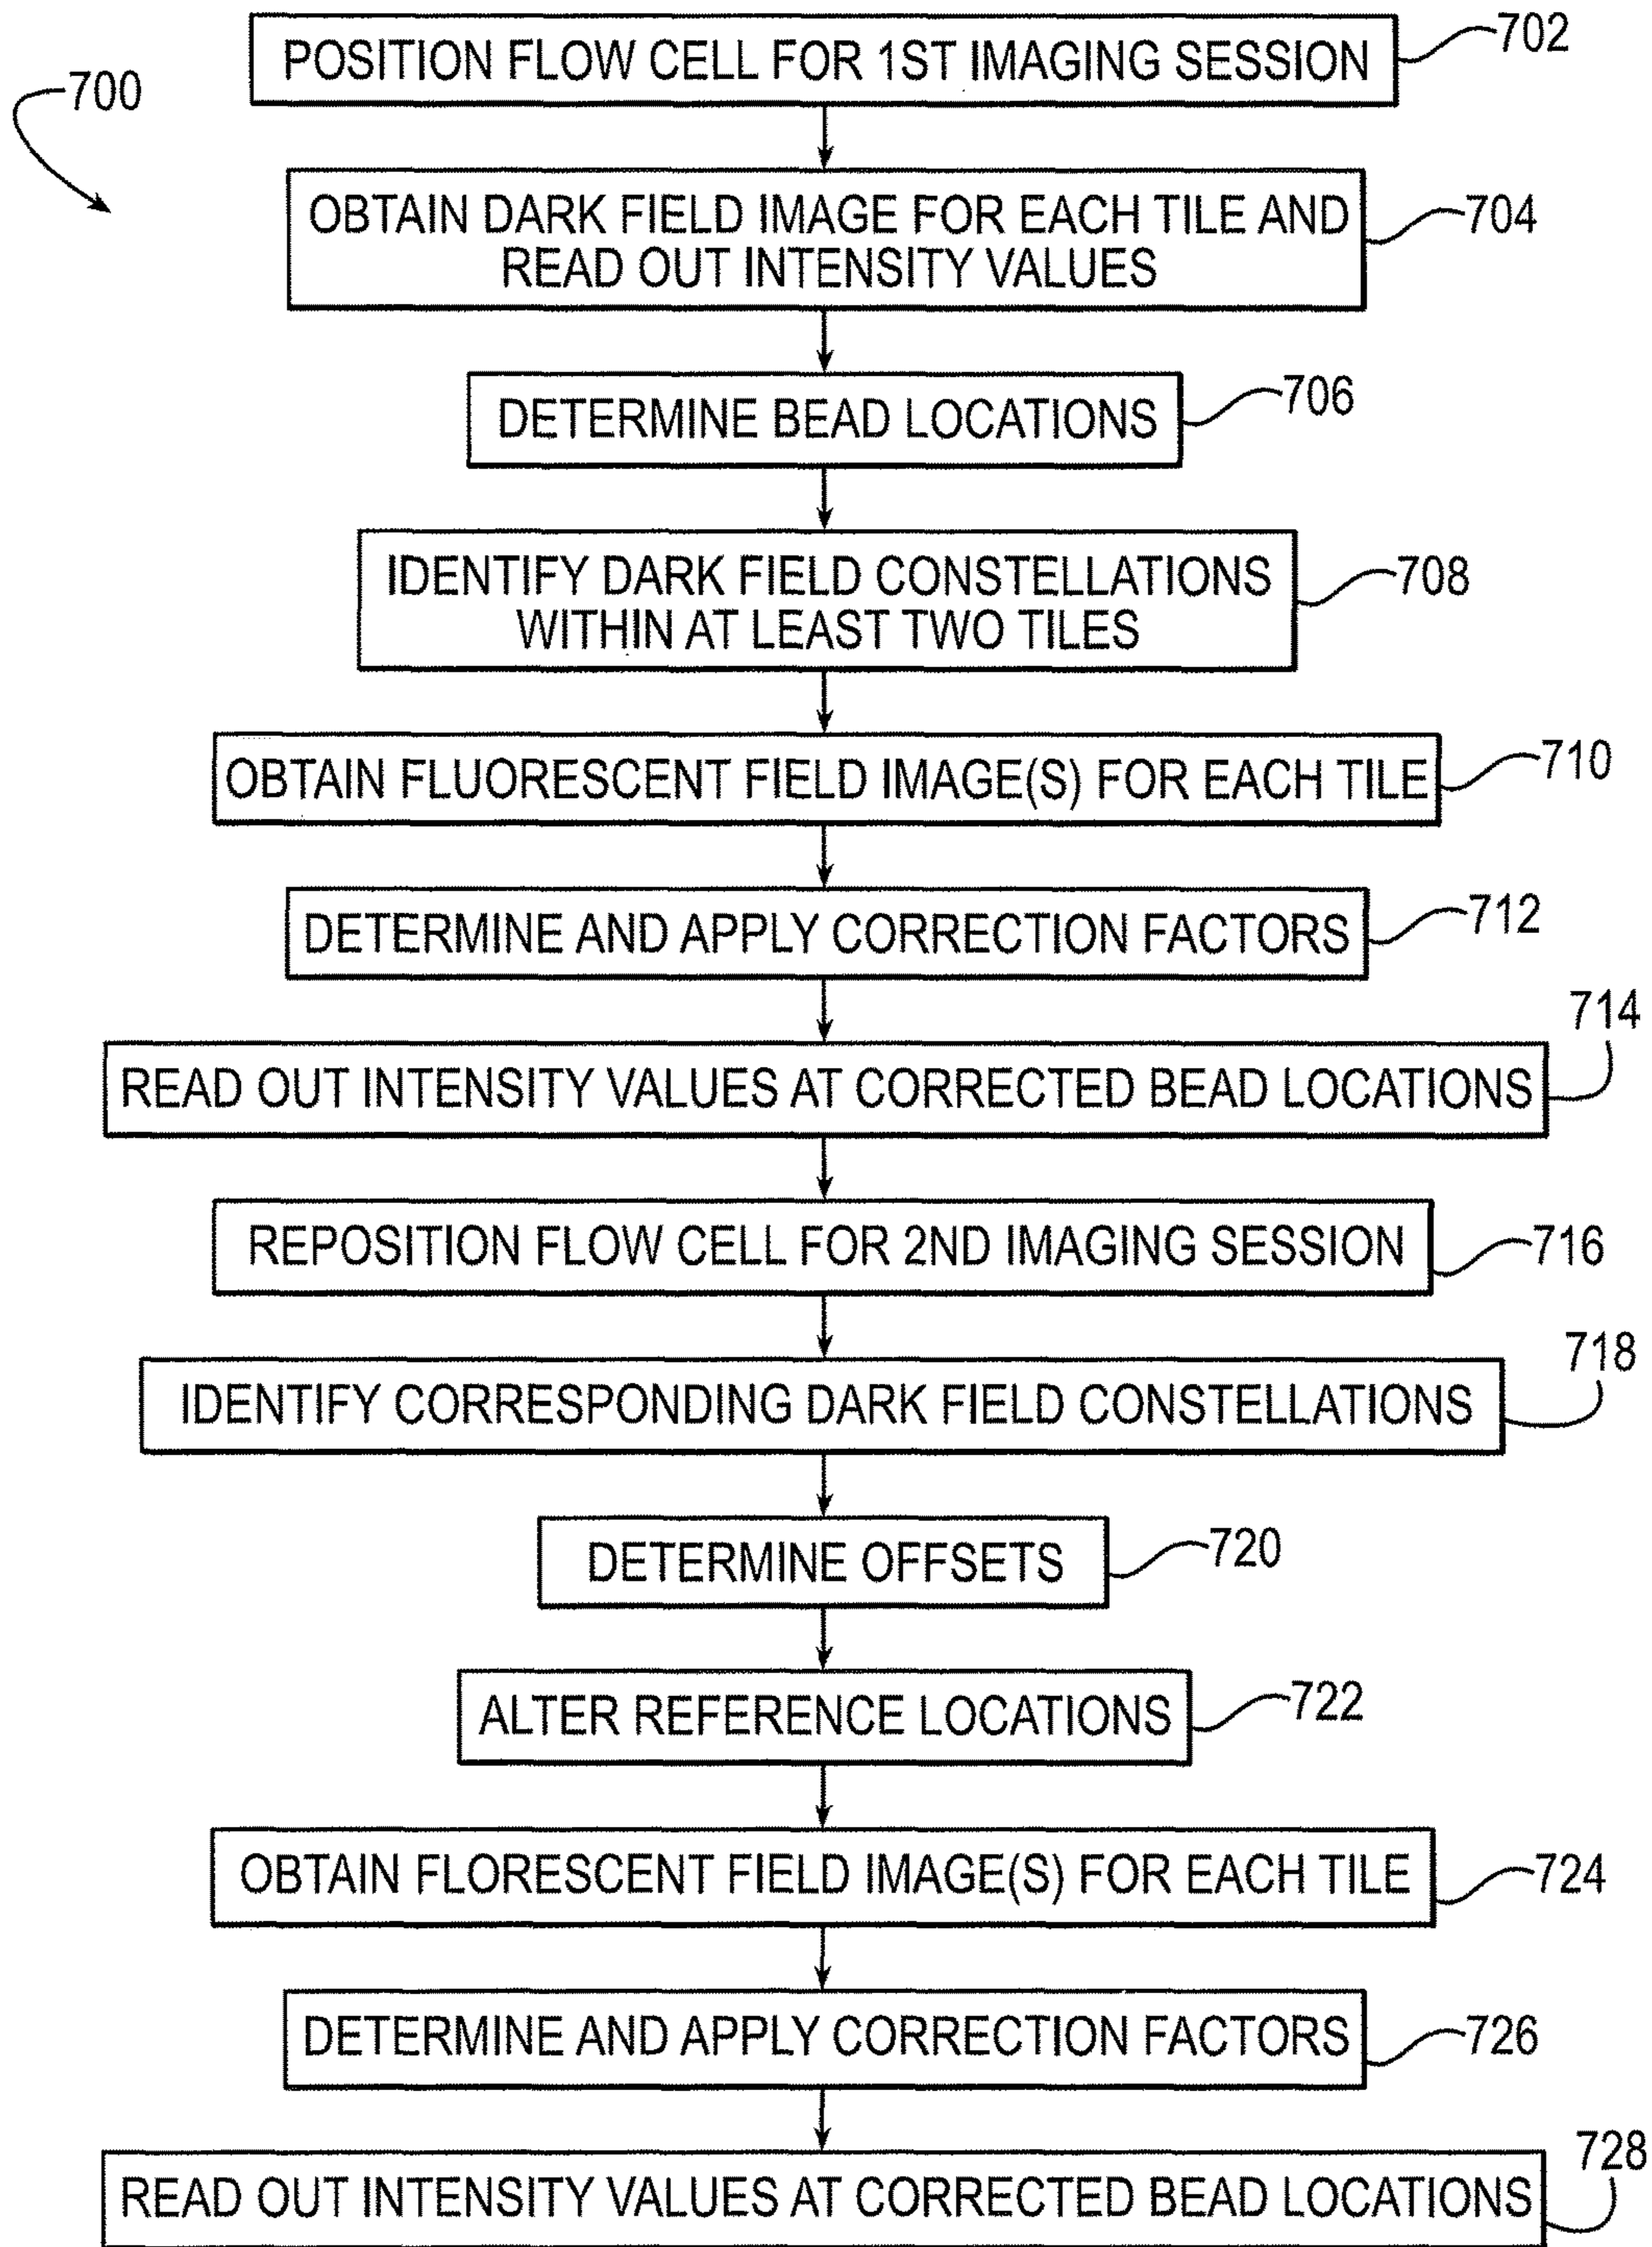 700
POSITION FLOW CELL FOR 1ST IMAGING SESSION
702
OBTAIN DARK FIELD IMAGE FOR EACH TILE AND
READ OUT INTENSITY VALUES
704
DETERMINE BEAD LOCATIONS
706
IDENTIFY DARK FIELD CONSTELLATIONS
WITHIN AT LEAST TWO TILES
708
OBTAIN FLUORESCENT FIELD IMAGE(S) FOR EACH TILE
710
DETERMINE AND APPLY CORRECTION FACTORS
712
READ OUT INTENSITY VALUES AT CORRECTED BEAD LOCATIONS
714
REPOSITION FLOW CELL FOR 2ND IMAGING SESSION
716
IDENTIFY CORRESPONDING DARK FIELD CONSTELLATIONS
718
DETERMINE OFFSETS
720
ALTER REFERENCE LOCATIONS
722
OBTAIN FLORESCENT FIELD IMAGE(S) FOR EACH TILE
724
DETERMINE AND APPLY CORRECTION FACTORS
726
READ OUT INTENSITY VALUES AT CORRECTED BEAD LOCATIONS
728